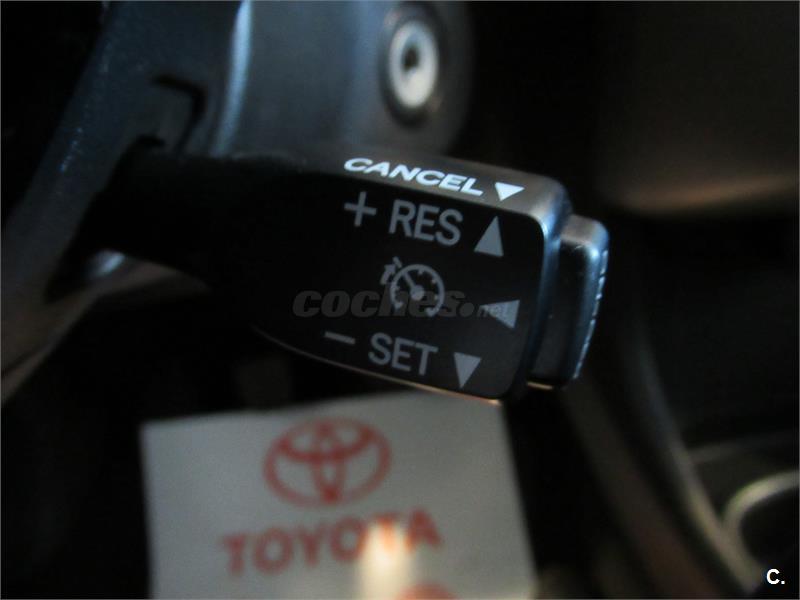 CANCEL ▼
+ RES ▲
coches.net
◀
− SET ▼
TOYOTA
C.